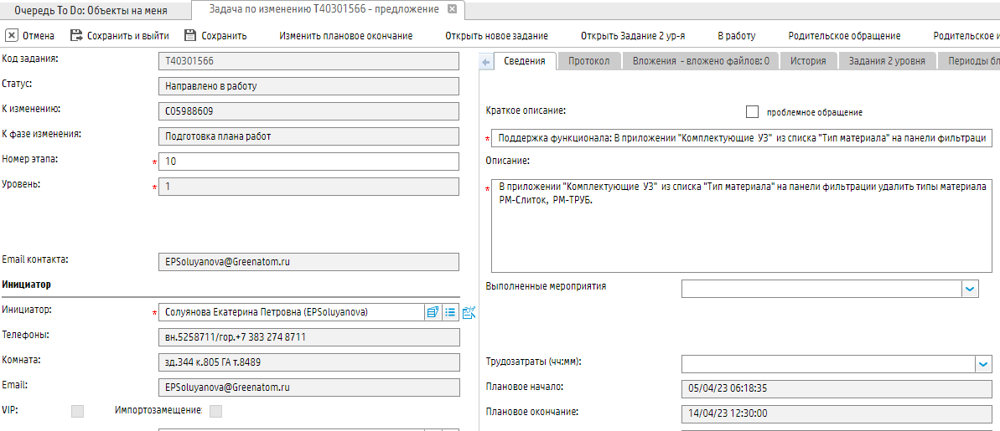 Очередь To Do: Объекты на меня
Задача по изменению T40301566 - предложение
Отмена
Сохранить и выйти
Сохранить
Изменить плановое окончание
Открыть новое задание
Открыть Задание 2 ур-я
В работу
Родительское обращение
Родительское и
Код задания:
T40301566
Статус:
Направлено в работу
К изменению:
C05988609
К фазе изменения:
Подготовка плана работ
Номер этапа:
* 10
Уровень:
* 1
Email контакта:
EPSoluyanova@Greenatom.ru
Инициатор
Инициатор:
* Солуянова Екатерина Петровна (EPSoluyanova)
Телефоны:
вн.5258711/гор.+7 383 274 8711
Комната:
зд.344 к.805 ГА т.8489
Email:
EPSoluyanova@Greenatom.ru
VIP:
Импортозамещение:
Сведения
Протокол
Вложения - вложено файлов: 0
История
Задания 2 уровня
Периоды бл
Краткое описание:
проблемное обращение
* Поддержка функционала: В приложении "Комплектующие УЗ" из списка "Тип материала" на панели фильтраци
Описание:
* В приложении "Комплектующие УЗ" из списка "Тип материала" на панели фильтрации удалить типы материала
РМ-Слиток, РМ-ТРУБ.
Выполненные мероприятия
Трудозатраты (чч:мм):
Плановое начало:
05/04/23 06:18:35
Плановое окончание:
14/04/23 12:30:00